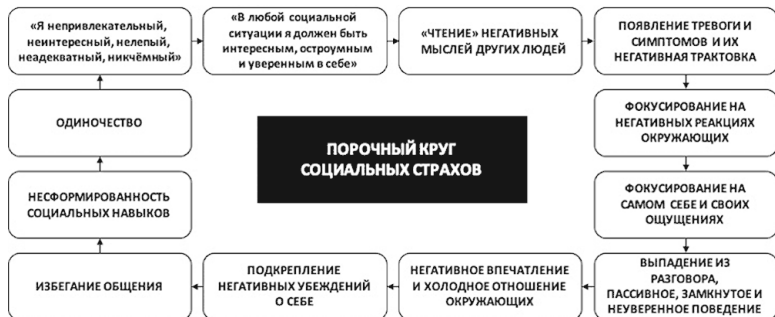 «Я непривлекательный,
неинтересный, нелепый,
неадекватный, никчёмный»
«В любой социальной
ситуации я должен быть
интересным, остроумным
и уверенным в себе»
«ЧТЕНИЕ» НЕГАТИВНЫХ
МЫСЛЕЙ ДРУГИХ ЛЮДЕЙ
ПОЯВЛЕНИЕ ТРЕВОГИ И
СИМПТОМОВ И ИХ
НЕГАТИВНАЯ ТРАКТОВКА
ФОКУСИРОВАНИЕ НА
НЕГАТИВНЫХ РЕАКЦИЯХ
ОКРУЖАЮЩИХ
ФОКУСИРОВАНИЕ НА
САМОМ СЕБЕ И СВОИХ
ОЩУЩЕНИЯХ
ВЫПАДЕНИЕ ИЗ
РАЗГОВОРА,
ПАССИВНОЕ, ЗАМКНУТОЕ И
НЕУВЕРЕННОЕ ПОВЕДЕНИЕ
НЕГАТИВНОЕ ВПЕЧАТЛЕНИЕ
И ХОЛОДНОЕ ОТНОШЕНИЕ
ОКРУЖАЮЩИХ
ПОДКРЕПЛЕНИЕ
НЕГАТИВНЫХ УБЕЖДЕНИЙ
О СЕБЕ
ИЗБЕГАНИЕ ОБЩЕНИЯ
НЕСФОРМИРОВАННОСТЬ
СОЦИАЛЬНЫХ НАВЫКОВ
ОДИНОЧЕСТВО
ПОРОЧНЫЙ КРУГ
СОЦИАЛЬНЫХ СТРАХОВ